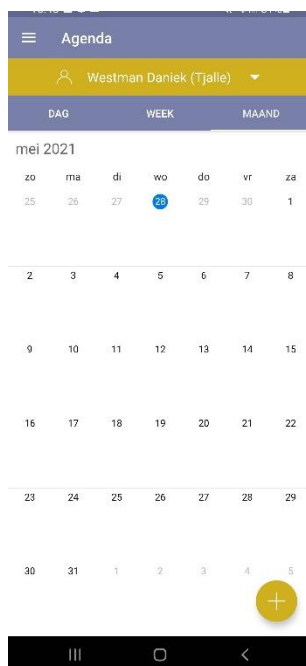 Agenda
Westman Daniek (Tjalle)
DAG WEEK MAAND
mei 2021
zo ma di wo do vr za
25 26 27 28 29 30 1
2 3 4 5 6 7 8
9 10 11 12 13 14 15
16 17 18 19 20 21 22
23 24 25 26 27 28 29
30 31 1 2 3 4 5